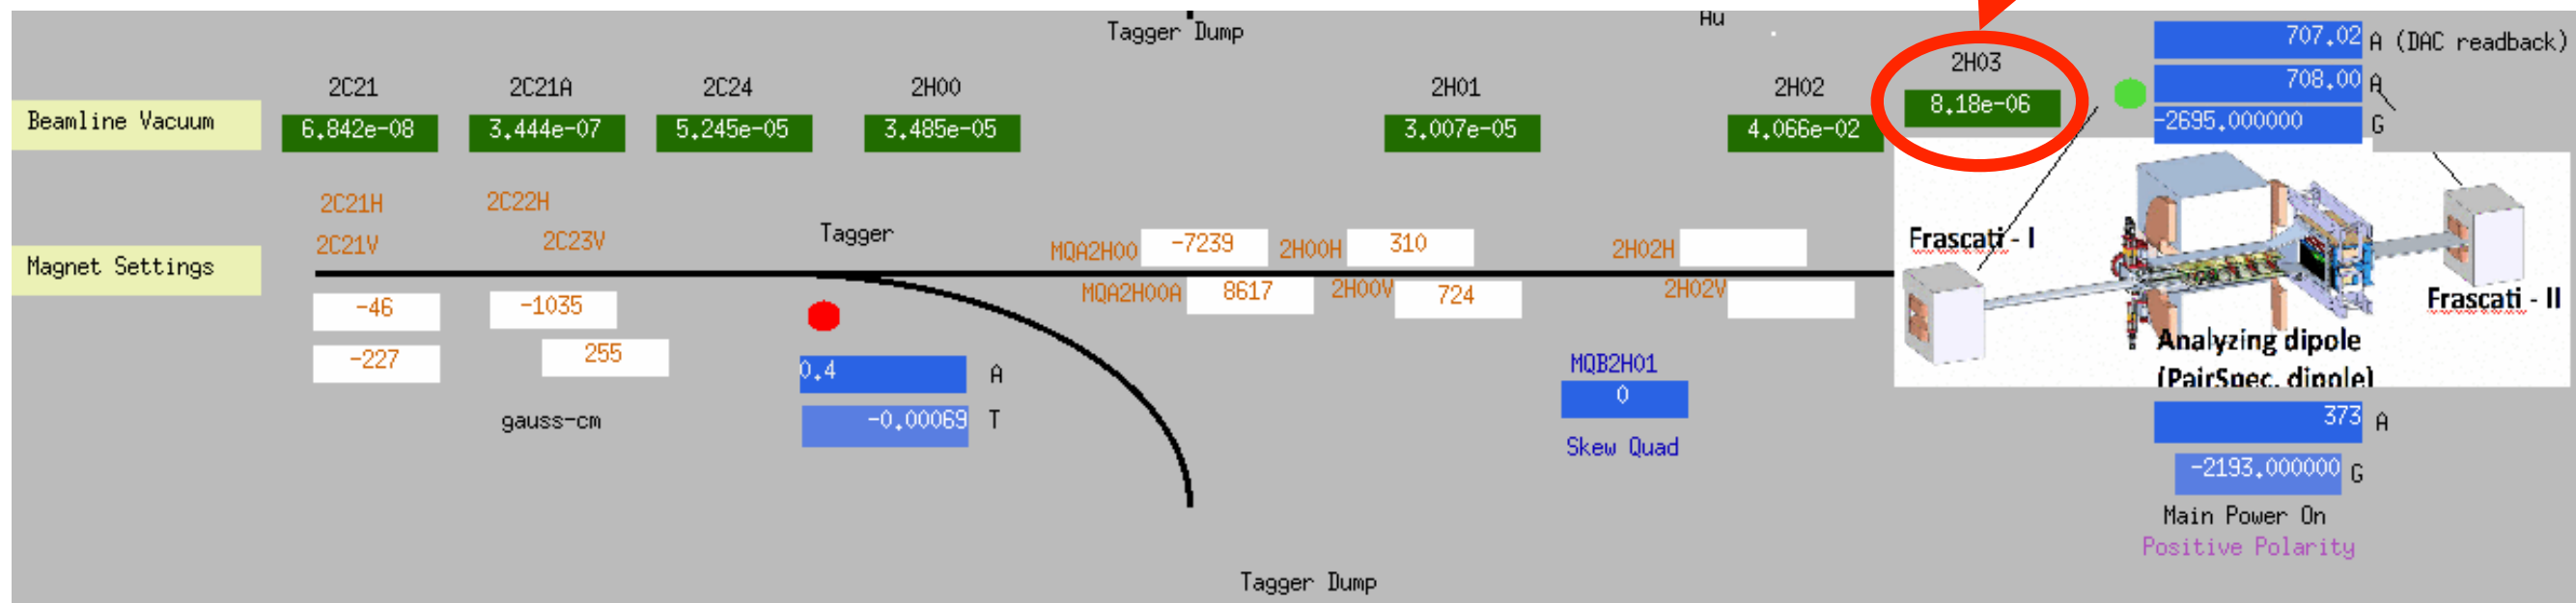 Tagger Dump
Au
707.02 A (DAC readback)
2H03
708.00 A
2C21 2C21A 2C24 2H00 2H01 2H02
8.18e-06
Beamline Vacuum
6.842e-08 3.444e-07 5.245e-05 3.485e-05 3.007e-05 4.066e-02
-2695.000000 G
2C21H 2C22H
2C21V 2C23V Tagger
MQA2H00 -7239 2H00H 310 2H02H
Frascati - I
Magnet Settings
MQA2H00A 8617 2H00V 724 2H02V
Frascati - II
-46 -1035
-227 255
Analyzing dipole
(PairSpec. dipole)
0.4 A
MQB2H01
0
gauss-cm
-0.00069 T
Skew Quad
373 A
-2193.000000 G
Main Power On
Positive Polarity
Tagger Dump